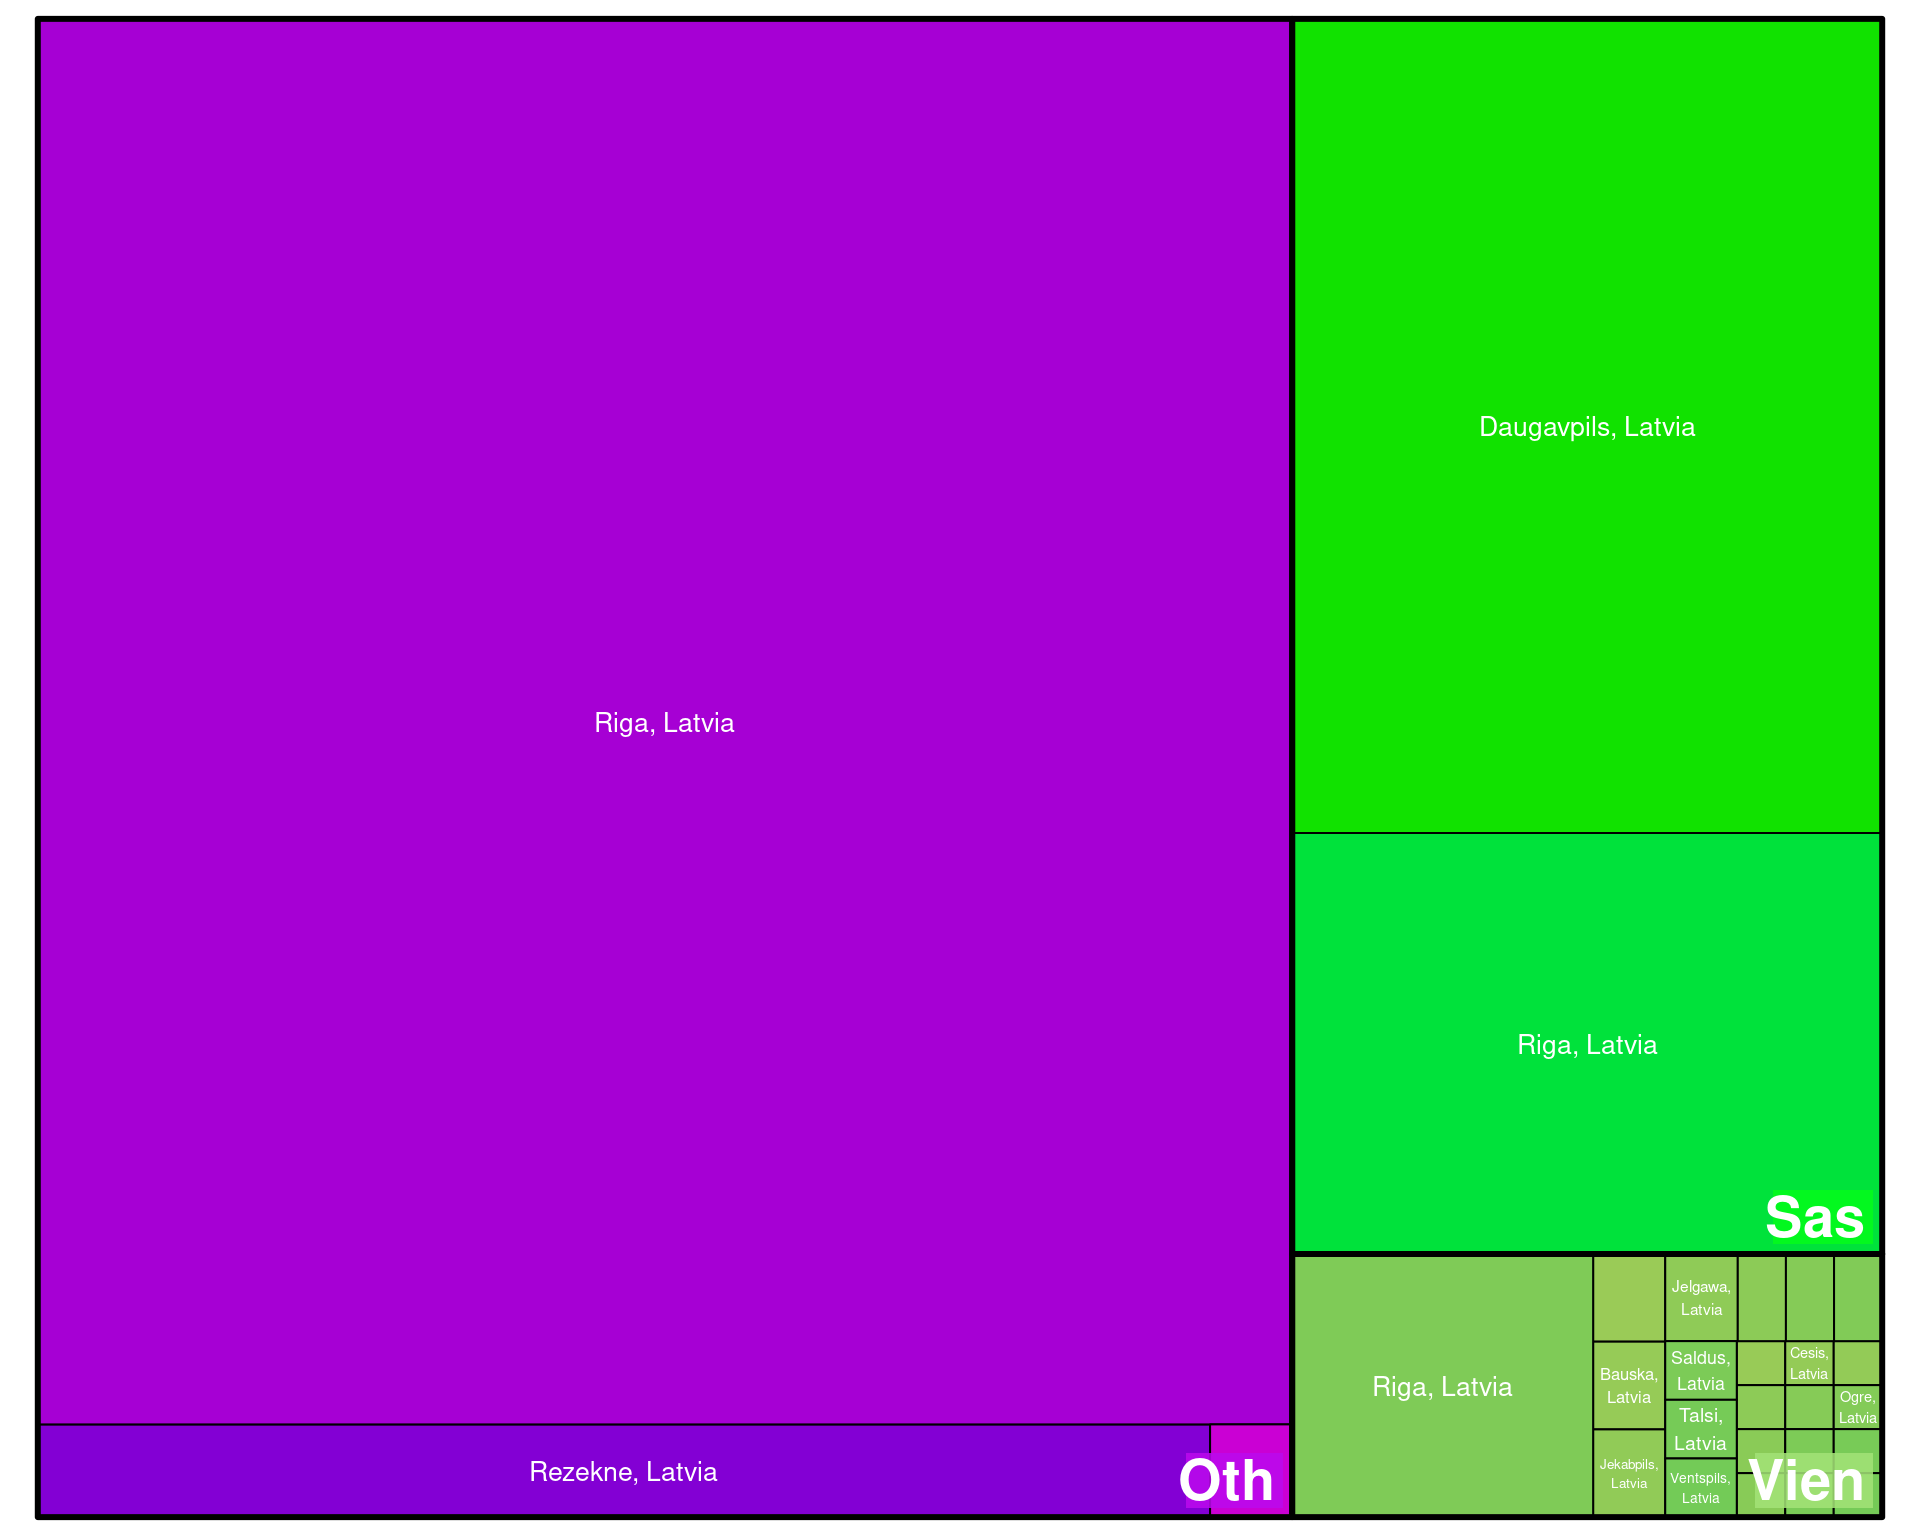 Riga, Latvia
Rezekne, Latvia
Oth
Daugavpils, Latvia
Riga, Latvia
Sas
Riga, Latvia
Bauska,
Latvia
Jekabpils,
Latvia
Jelgawa,
Latvia
Saldus,
Latvia
Talsi,
Latvia
Ventspils,
Latvia
Cesis,
Latvia
Ogre,
Latvia
Vien